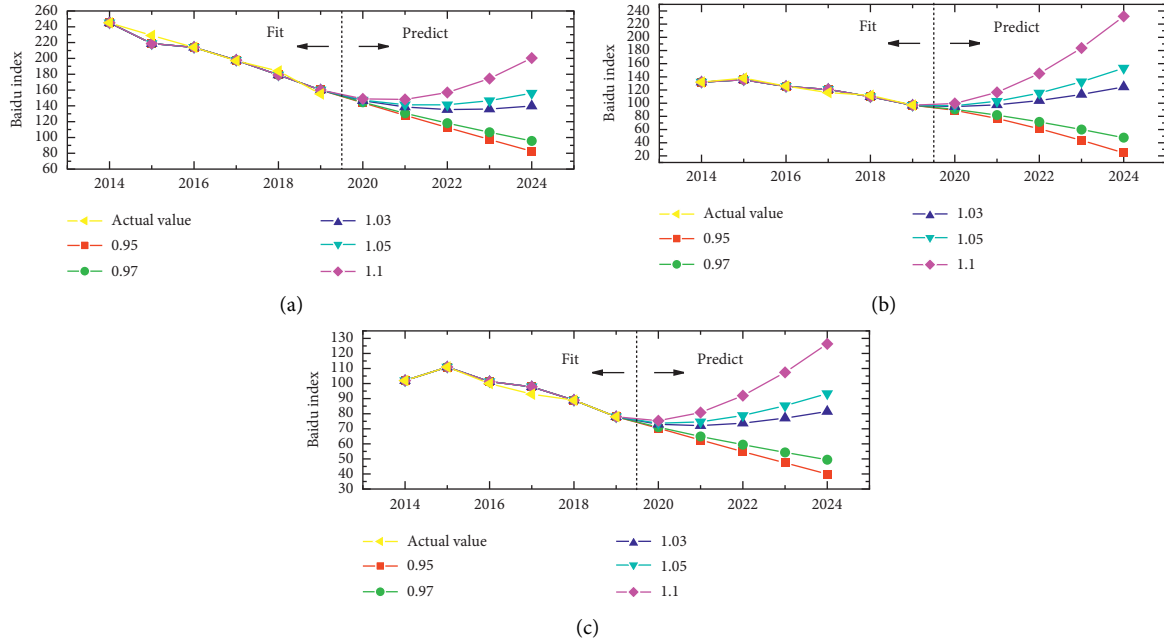 (a)
Baidu index
260
240
220
200
180
160
140
120
100
80
60
Fit
Predict
2014 2016 2018 2020 2022 2024
Actual value
0.95
0.97
1.03
1.05
1.1
(a)
Baidu index
240
220
200
180
160
140
120
100
80
60
40
20
Fit
Predict
2014 2016 2018 2020 2022 2024
Actual value
0.95
0.97
1.03
1.05
1.1
(b)
Baidu index
130
120
110
100
90
80
70
60
50
40
30
Fit
Predict
2014 2016 2018 2020 2022 2024
Actual value
0.95
0.97
1.03
1.05
1.1
(c)